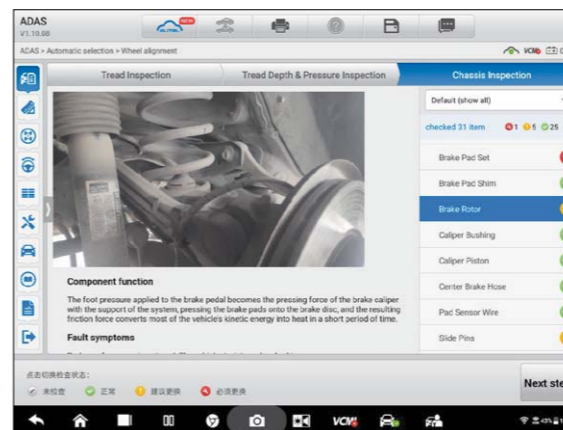 ADAS
V1.19.08
NEW
ADAS > Automatic selection > Wheel alignment
VCMI
Tread Inspection
Tread Depth & Pressure Inspection
Chassis Inspection
Default (show all)
checked 31 item 1 5 25
Brake Pad Set
Brake Pad Shim
Brake Rotor
Caliper Bushing
Caliper Piston
Center Brake Hose
Pad Sensor Wire
Slide Pins
Component function
The foot pressure applied to the brake pedal becomes the pressing force of the brake caliper
with the support of the system, pressing the brake pads onto the brake disc, and the resulting
friction force converts most of the vehicle's kinetic energy into heat in a short period of time.
Fault symptoms
点击切换检查状态：
未检查 正常 建议更换 必须更换
Next ste
VCMI
43%